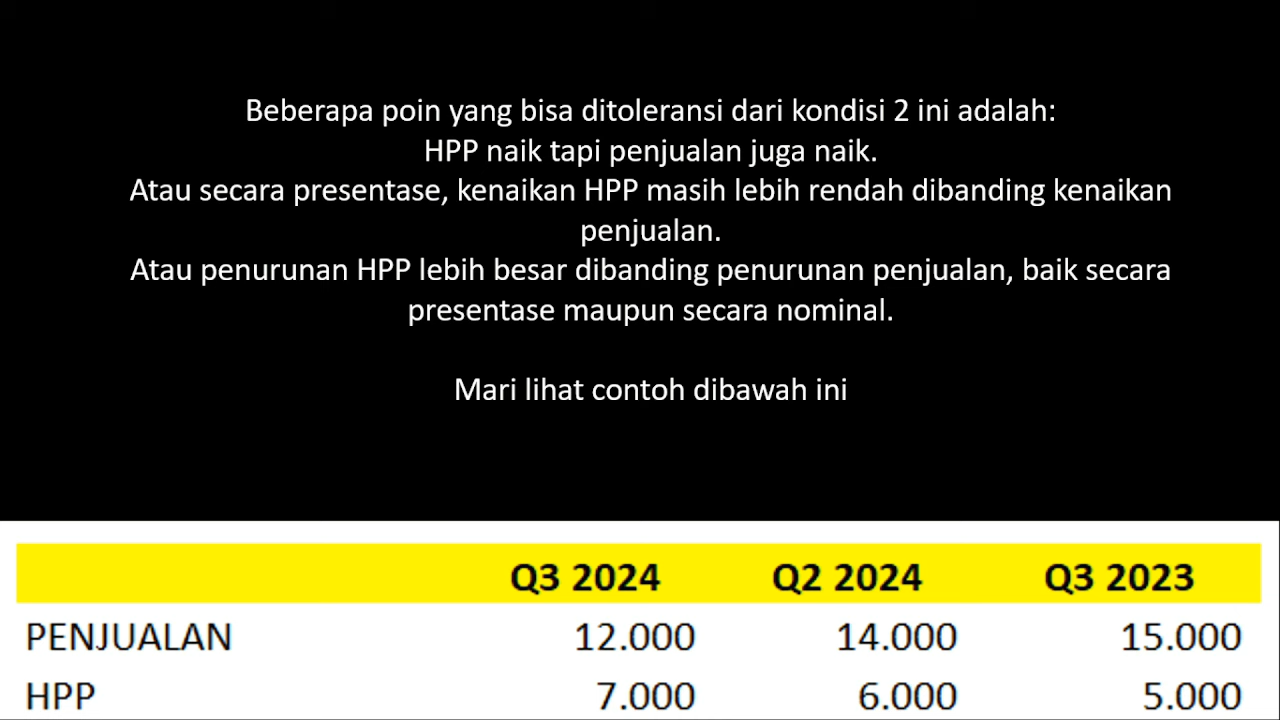 Beberapa poin yang bisa ditoleransi dari kondisi 2 ini adalah:
HPP naik tapi penjualan juga naik.
Atau secara presentase, kenaikan HPP masih lebih rendah dibanding kenaikan
penjualan.
Atau penurunan HPP lebih besar dibanding penurunan penjualan, baik secara
presentase maupun secara nominal.
Mari lihat contoh dibawah ini
Q3 2024 Q2 2024 Q3 2023
PENJUALAN 12.000 14.000 15.000
HPP 7.000 6.000 5.000